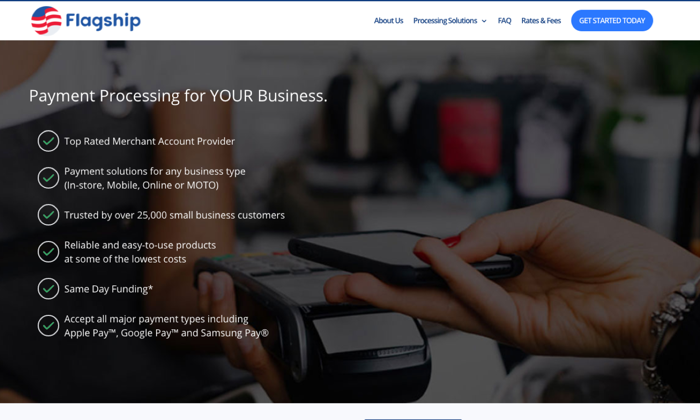 Flagship
About Us
Processing Solutions
FAQ
Rates & Fees
GET STARTED TODAY
Payment Processing for YOUR Business.
Top Rated Merchant Account Provider
Payment solutions for any business type
(In-store, Mobile, Online or MOTO)
Trusted by over 25,000 small business customers
Reliable and easy-to-use products
at some of the lowest costs
Same Day Funding*
Accept all major payment types including
Apple Pay™, Google Pay™ and Samsung Pay®